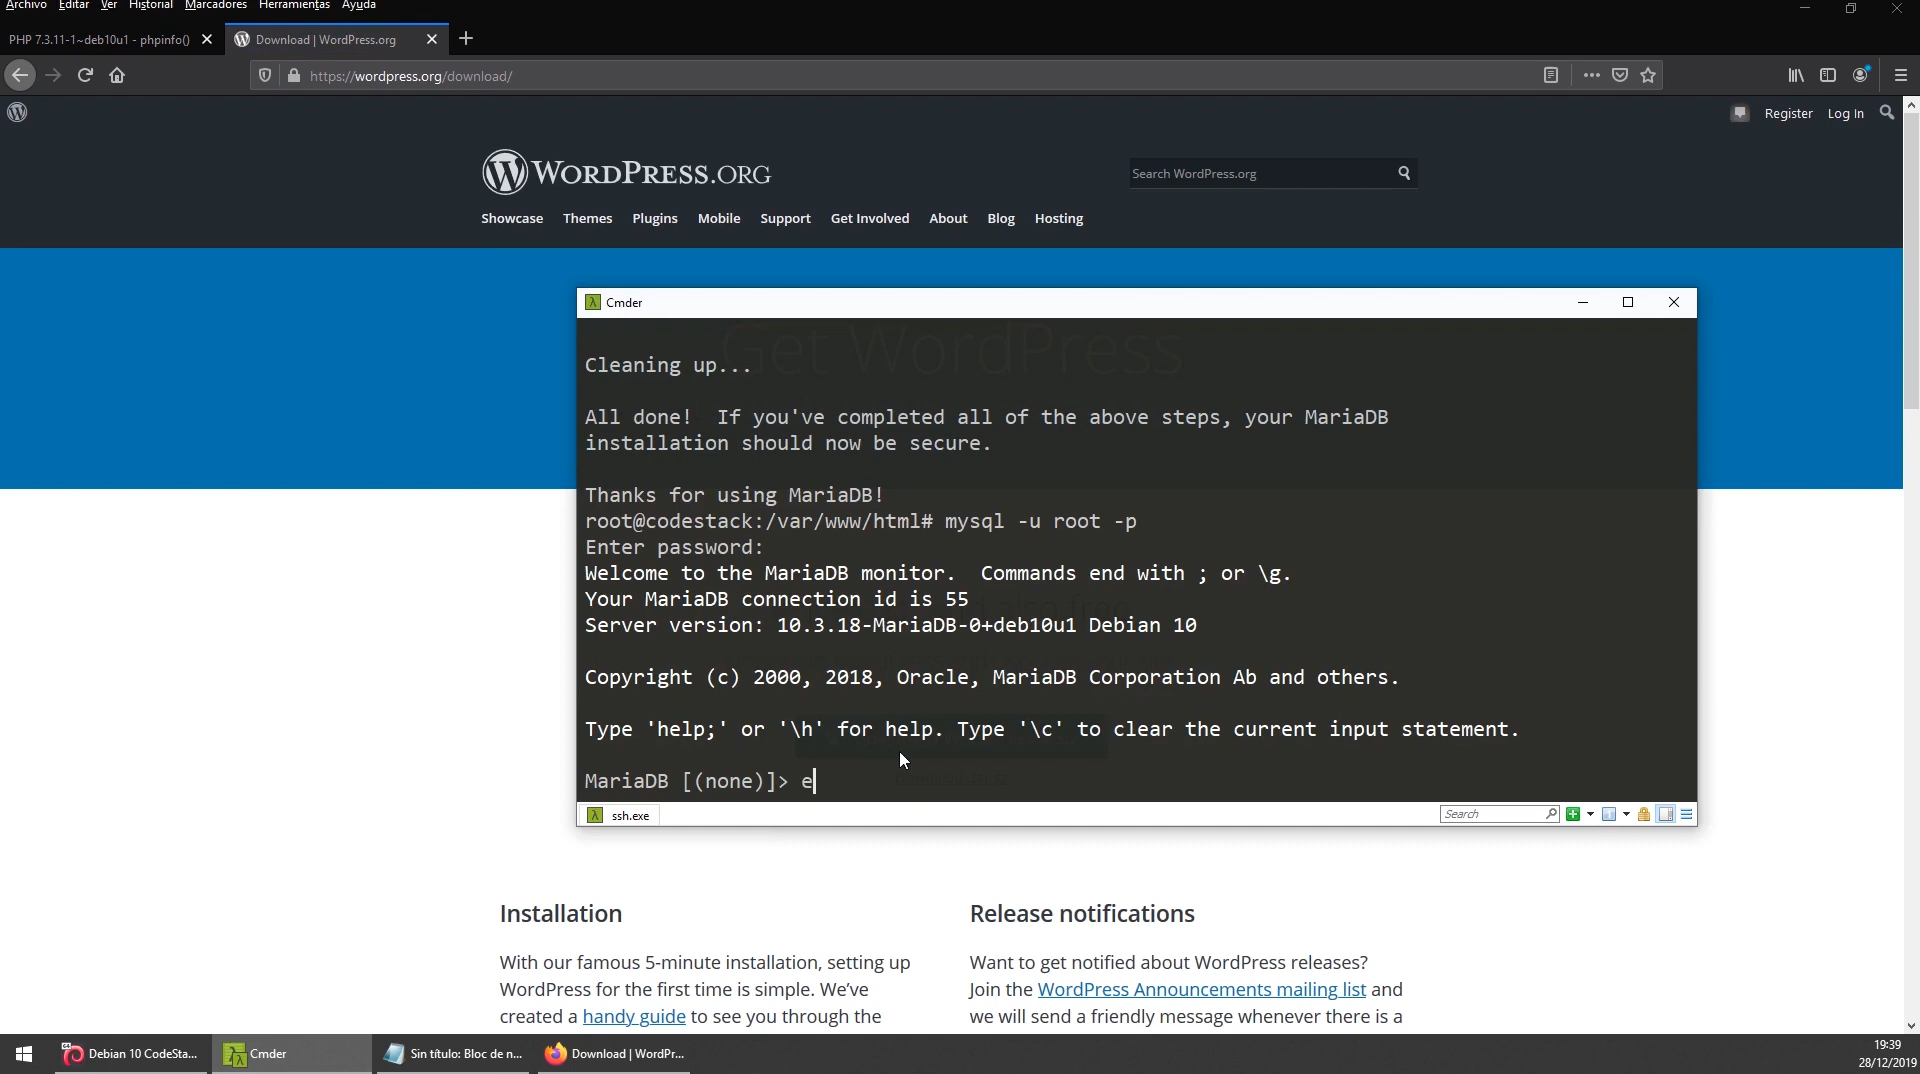 Archivo Editar Ver Historial Marcadores Herramientas Ayuda
PHP 7.3.11-1~deb10u1 - phpinfo()
Download | WordPress.org
https://wordpress.org/download/
Register Log In
WORDPRESS.ORG
Search WordPress.org
Showcase Themes Plugins Mobile Support Get Involved About Blog Hosting
Cmder
Get WordPress
Cleaning up...
All done!  If you've completed all of the above steps, your MariaDB
installation should now be secure.
Thanks for using MariaDB!
root@codestack:/var/www/html# mysql -u root -p
Enter password:
Welcome to the MariaDB monitor.  Commands end with ; or \g.
Your MariaDB connection id is 55
also free
Server version: 10.3.18-MariaDB-0+deb10u1 Debian 10
Copyright (c) 2000, 2018, Oracle, MariaDB Corporation Ab and others.
Type 'help;' or '\h' for help. Type '\c' to clear the current input statement.
MariaDB [(none)]> e
ssh.exe
Search
Installation
With our famous 5-minute installation, setting up
WordPress for the first time is simple. We’ve
created a handy guide to see you through the
Release notifications
Want to get notified about WordPress releases?
Join the WordPress Announcements mailing list and
we will send a friendly message whenever there is a
Debian 10 CodeSta...
Cmder
Sin título: Bloc de n...
Download | WordPr...
19:39
28/12/2019